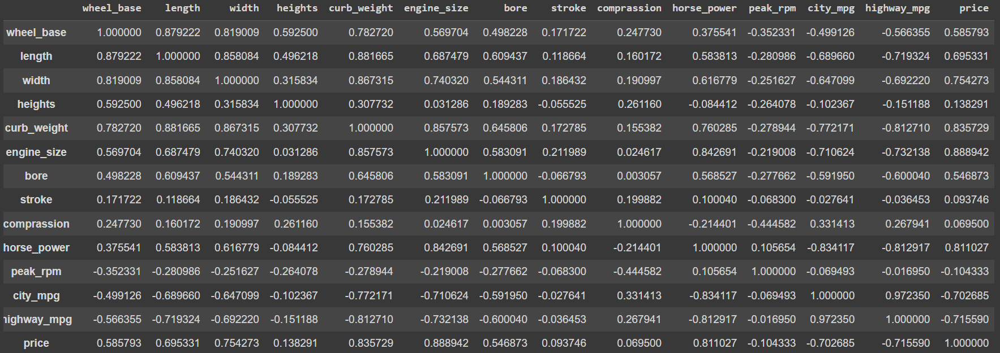 wheel_base length width heights curb_weight engine_size bore stroke comprassion horse_power peak_rpm city_mpg highway_mpg price
wheel_base 1.000000 0.879222 0.819009 0.592500 0.782720 0.569704 0.498228 0.171722 0.247730 0.375541 -0.352331 -0.499126 -0.566355 0.585793
length 0.879222 1.000000 0.858084 0.496218 0.881665 0.687479 0.609437 0.118664 0.160172 0.583813 -0.280986 -0.689660 -0.719324 0.695331
width 0.819009 0.858084 1.000000 0.315834 0.867315 0.740320 0.544311 0.186432 0.190997 0.616779 -0.251627 -0.647099 -0.692220 0.754273
heights 0.592500 0.496218 0.315834 1.000000 0.307732 0.031286 0.189283 -0.055525 0.261160 -0.084412 -0.264078 -0.102367 -0.151188 0.138291
curb_weight 0.782720 0.881665 0.867315 0.307732 1.000000 0.857573 0.645806 0.172785 0.155382 0.760285 -0.278944 -0.772171 -0.812710 0.835729
engine_size 0.569704 0.687479 0.740320 0.031286 0.857573 1.000000 0.583091 0.211989 0.024617 0.842691 -0.219008 -0.710624 -0.732138 0.888942
bore 0.498228 0.609437 0.544311 0.189283 0.645806 0.583091 1.000000 -0.066793 0.003057 0.568527 -0.277662 -0.591950 -0.600040 0.546873
stroke 0.171722 0.118664 0.186432 -0.055525 0.172785 0.211989 -0.066793 1.000000 0.199882 0.100040 -0.068300 -0.027641 -0.036453 0.093746
comprassion 0.247730 0.160172 0.190997 0.261160 0.155382 0.024617 0.003057 0.199882 1.000000 -0.214401 -0.444582 0.331413 0.267941 0.069500
horse_power 0.375541 0.583813 0.616779 -0.084412 0.760285 0.842691 0.568527 0.100040 -0.214401 1.000000 0.105654 -0.834117 -0.812917 0.811027
peak_rpm -0.352331 -0.280986 -0.251627 -0.264078 -0.278944 -0.219008 -0.277662 -0.068300 -0.444582 0.105654 1.000000 -0.069493 -0.016950 -0.104333
city_mpg -0.499126 -0.689660 -0.647099 -0.102367 -0.772171 -0.710624 -0.591950 -0.027641 0.331413 -0.834117 -0.069493 1.000000 0.972350 -0.702685
highway_mpg -0.566355 -0.719324 -0.692220 -0.151188 -0.812710 -0.732138 -0.600040 -0.036453 0.267941 -0.812917 -0.016950 0.972350 1.000000 -0.715590
price 0.585793 0.695331 0.754273 0.138291 0.835729 0.888942 0.546873 0.093746 0.069500 0.811027 -0.104333 -0.702685 -0.715590 1.000000